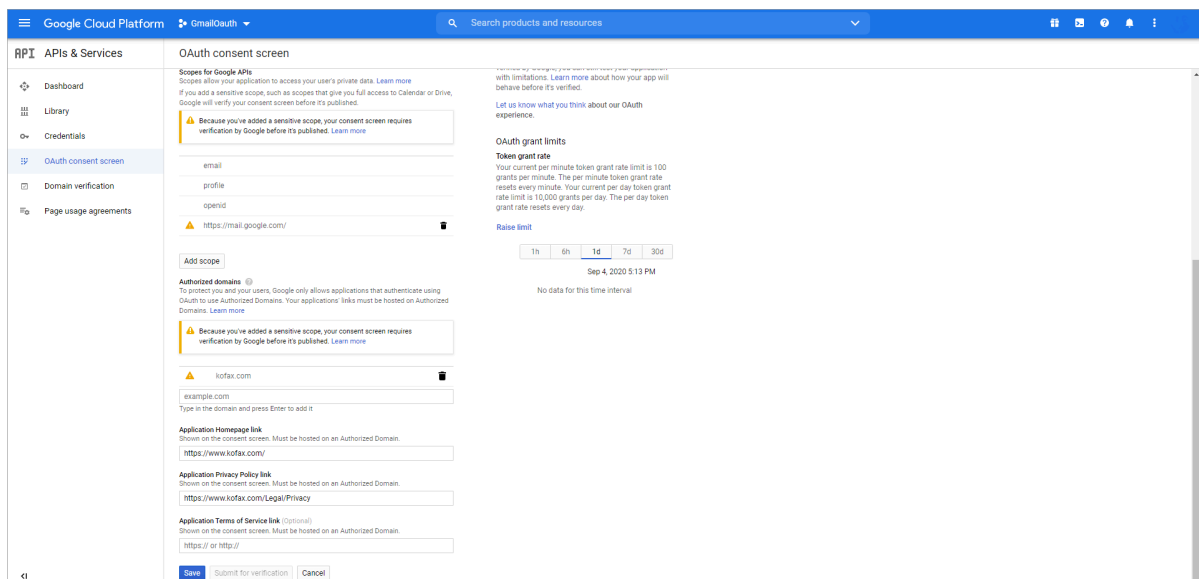 Google Cloud Platform
GmailOauth
Search products and resources
API APIs & Services
OAuth consent screen
Dashboard
Library
Credentials
OAuth consent screen
Domain verification
Page usage agreements
Scopes for Google APIs
Scopes allow your application to access your user's private data. Learn more
If you add a sensitive scope, such as scopes that give you full access to Calendar or Drive,
Google will verify your consent screen before it's published.
Because you've added a sensitive scope, your consent screen requires
verification by Google before it's published. Learn more
email
profile
openid
https://mail.google.com/
Add scope
Authorized domains
To protect you and your users, Google only allows applications that authenticate using
OAuth to use Authorized Domains. Your applications' links must be hosted on Authorized
Domains. Learn more
Because you've added a sensitive scope, your consent screen requires
verification by Google before it's published. Learn more
kofax.com
example.com
Type in the domain and press Enter to add it
Application Homepage link
Shown on the consent screen. Must be hosted on an Authorized Domain.
https://www.kofax.com/
Application Privacy Policy link
Shown on the consent screen. Must be hosted on an Authorized Domain.
https://www.kofax.com/Legal/Privacy
Application Terms of Service link (Optional)
Shown on the consent screen. Must be hosted on an Authorized Domain.
https:// or http://
Save
Submit for verification
Cancel
with limitations. Learn more about how your app will
behave before it's verified.
Let us know what you think about our OAuth
experience.
OAuth grant limits
Token grant rate
Your current per minute token grant rate limit is 100
grants per minute. The per minute token grant rate
resets every minute. Your current per day token grant
rate limit is 10,000 grants per day. The per day token
grant rate resets every day.
Raise limit
1h 6h 1d 7d 30d
Sep 4, 2020 5:13 PM
No data for this time interval